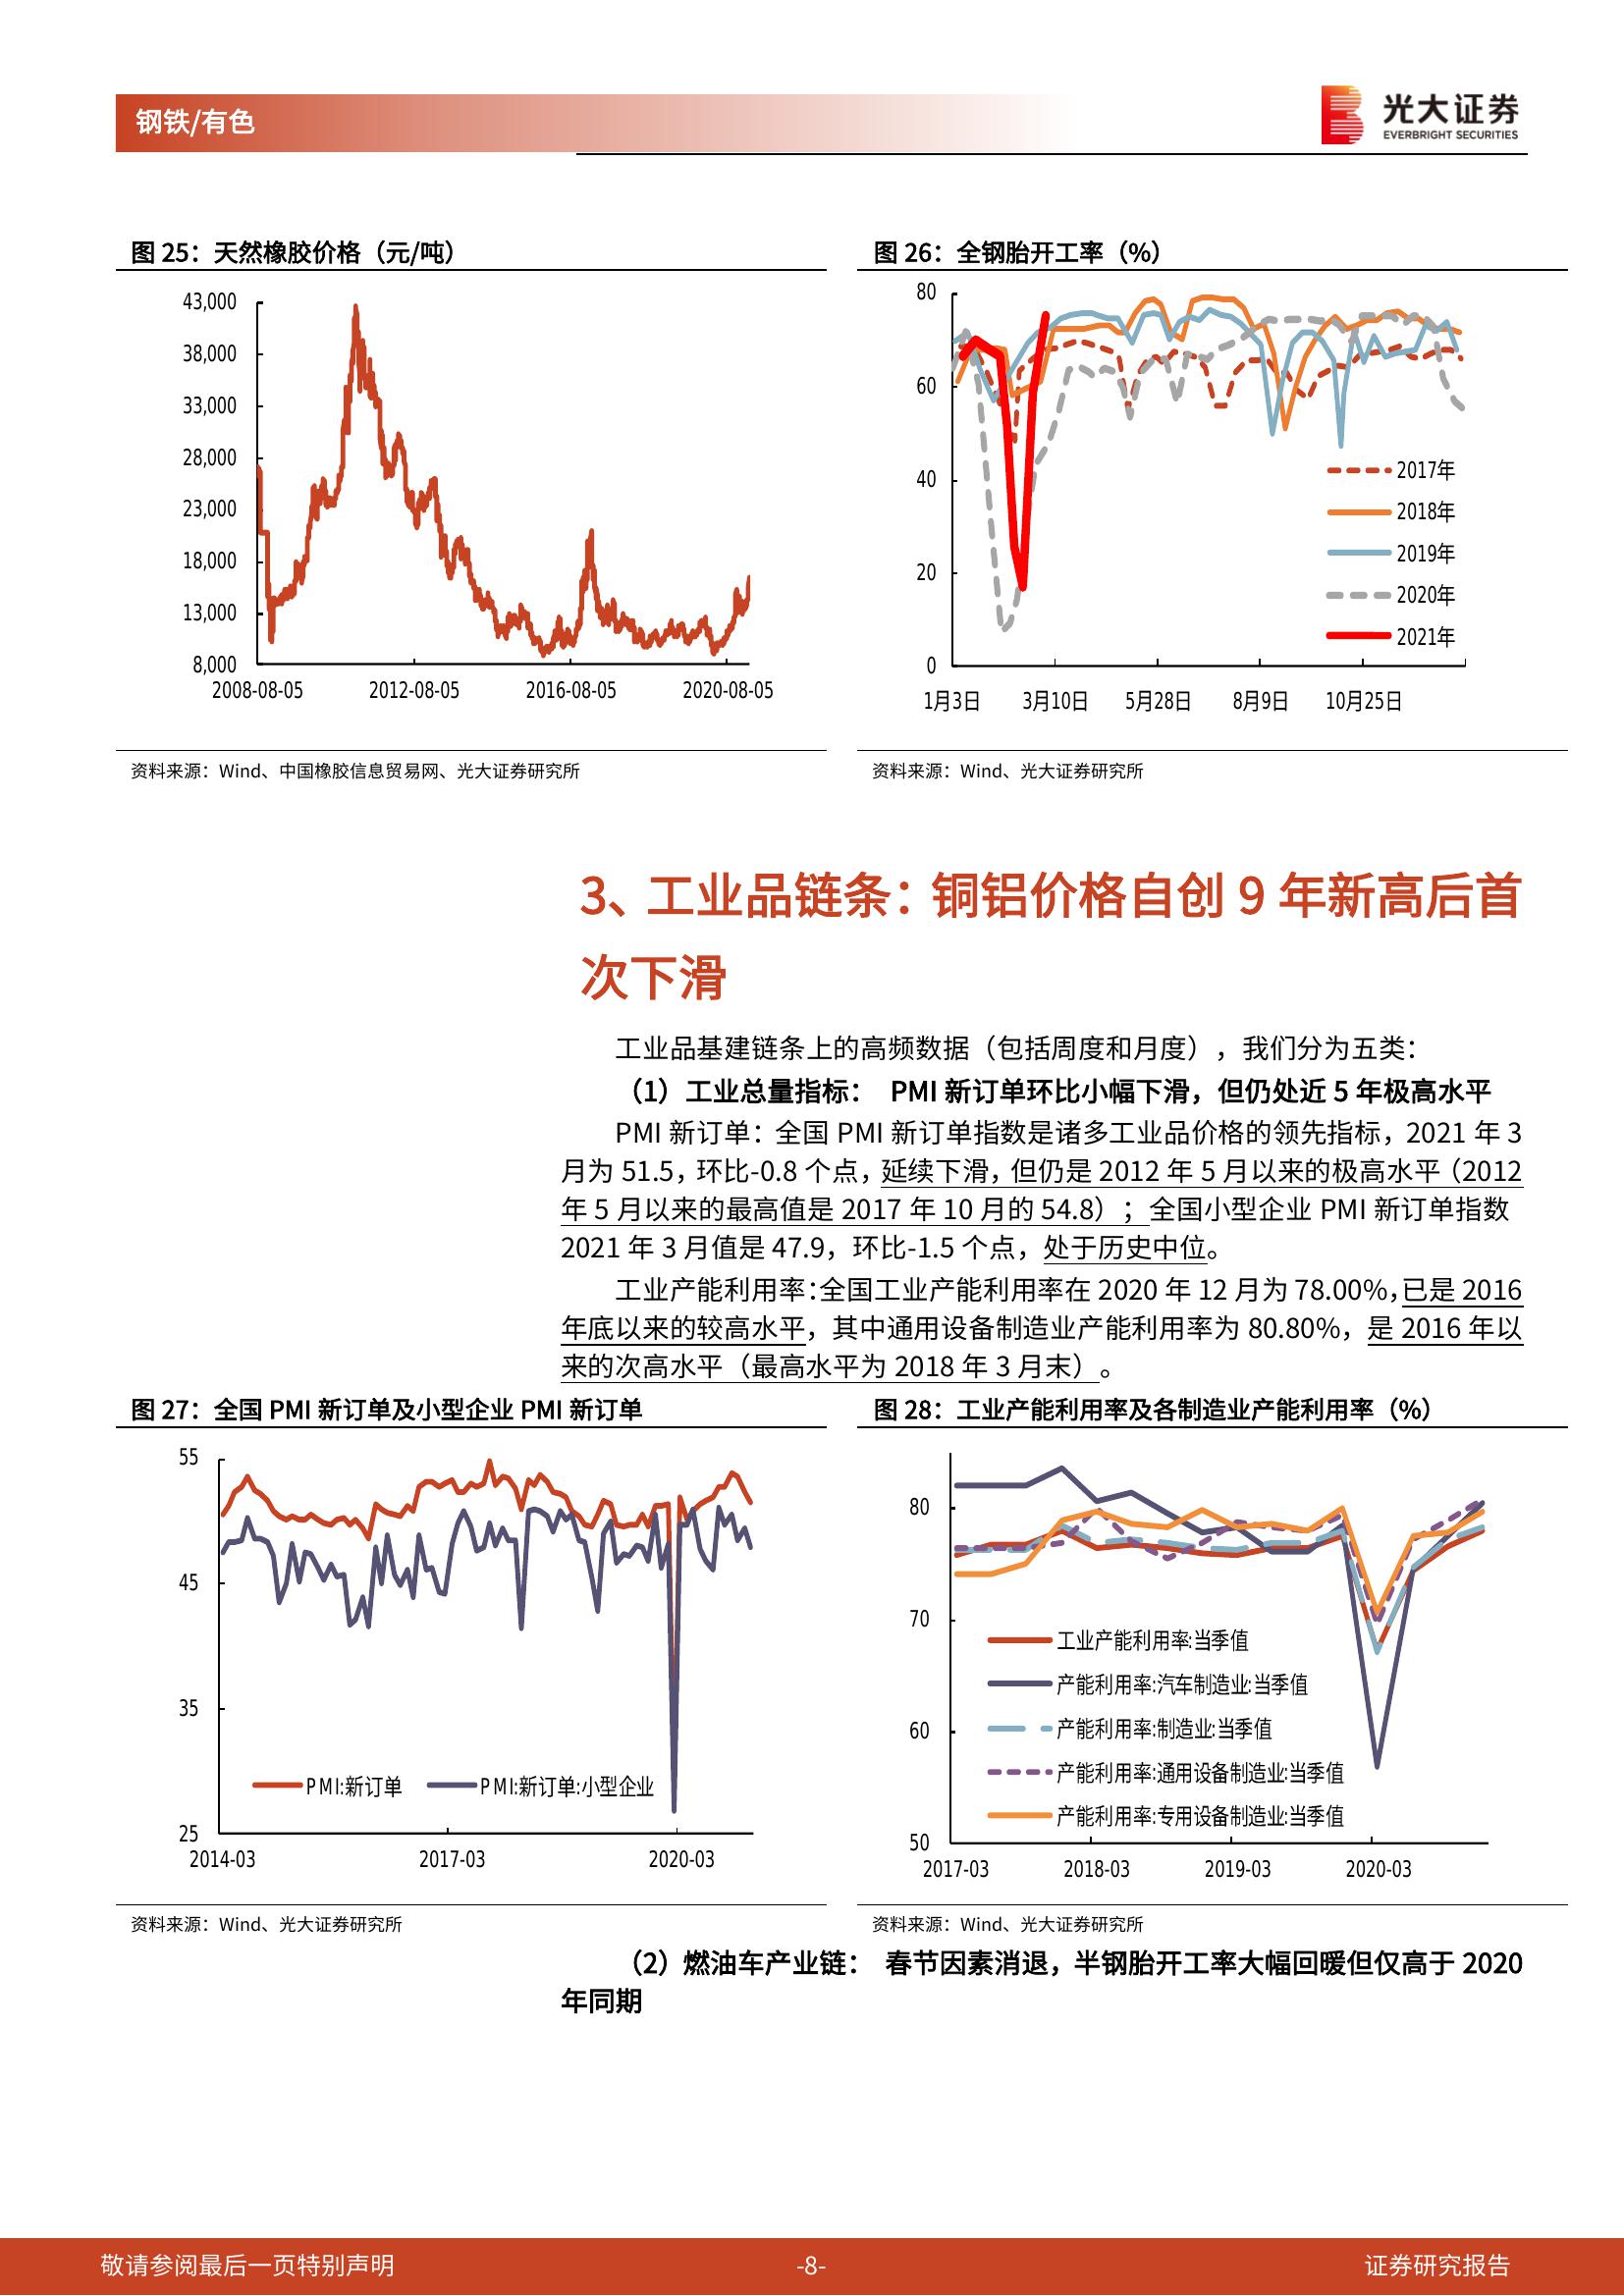 钢铁/有色
光大证券
EVERBRIGHT SECURITIES
图 25：天然橡胶价格（元/吨）
43,000
38,000
33,000
28,000
23,000
18,000
13,000
8,000
2008-08-05
2012-08-05
2016-08-05
2020-08-05
资料来源：Wind、中国橡胶信息贸易网、光大证券研究所
图 26：全钢胎开工率（%）
80
60
40
20
0
2017年
2018年
2019年
2020年
2021年
1月3日
3月10日
5月28日
8月9日
10月25日
资料来源：Wind、光大证券研究所
3、工业品链条：铜铝价格自创 9 年新高后首
次下滑
工业品基建链条上的高频数据（包括周度和月度），我们分为五类：
（1）工业总量指标： PMI 新订单环比小幅下滑，但仍处近 5 年极高水平
PMI 新订单：全国 PMI 新订单指数是诸多工业品价格的领先指标，2021 年 3
月为 51.5，环比-0.8 个点，延续下滑，但仍是 2012 年 5 月以来的极高水平（2012
年 5 月以来的最高值是 2017 年 10 月的 54.8）；全国小型企业 PMI 新订单指数
2021 年 3 月值是 47.9，环比-1.5 个点，处于历史中位。
工业产能利用率：全国工业产能利用率在 2020 年 12 月为 78.00%，已是 2016
年底以来的较高水平，其中通用设备制造业产能利用率为 80.80%，是 2016 年以
来的次高水平（最高水平为 2018 年 3 月末）。
图 27：全国 PMI 新订单及小型企业 PMI 新订单
55
45
35
25
PMI:新订单
PMI:新订单:小型企业
2014-03
2017-03
2020-03
资料来源：Wind、光大证券研究所
图 28：工业产能利用率及各制造业产能利用率（%）
80
70
60
50
工业产能利用率:当季值
产能利用率:汽车制造业:当季值
产能利用率:制造业:当季值
产能利用率:通用设备制造业:当季值
产能利用率:专用设备制造业:当季值
2017-03
2018-03
2019-03
2020-03
资料来源：Wind、光大证券研究所
（2）燃油车产业链： 春节因素消退，半钢胎开工率大幅回暖但仅高于 2020
年同期
敬请参阅最后一页特别声明
-8-
证券研究报告